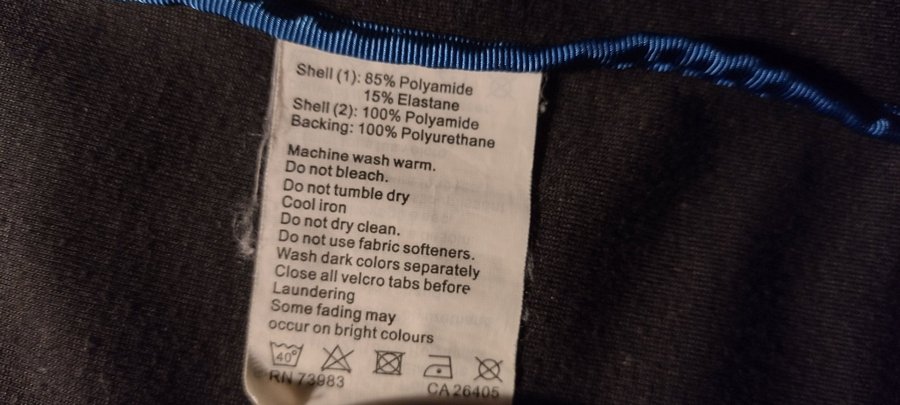 Shell (1): 85% Polyamide
15% Elastane
Shell (2): 100% Polyamide
Backing: 100% Polyurethane
Machine wash warm.
Do not bleach.
Do not tumble dry
Cool iron
Do not dry clean.
Do not use fabric softeners.
Wash dark colors separately
Close all velcro tabs before
Laundering
Some fading may
occur on bright colours
40°
RN 73983
CA 26405